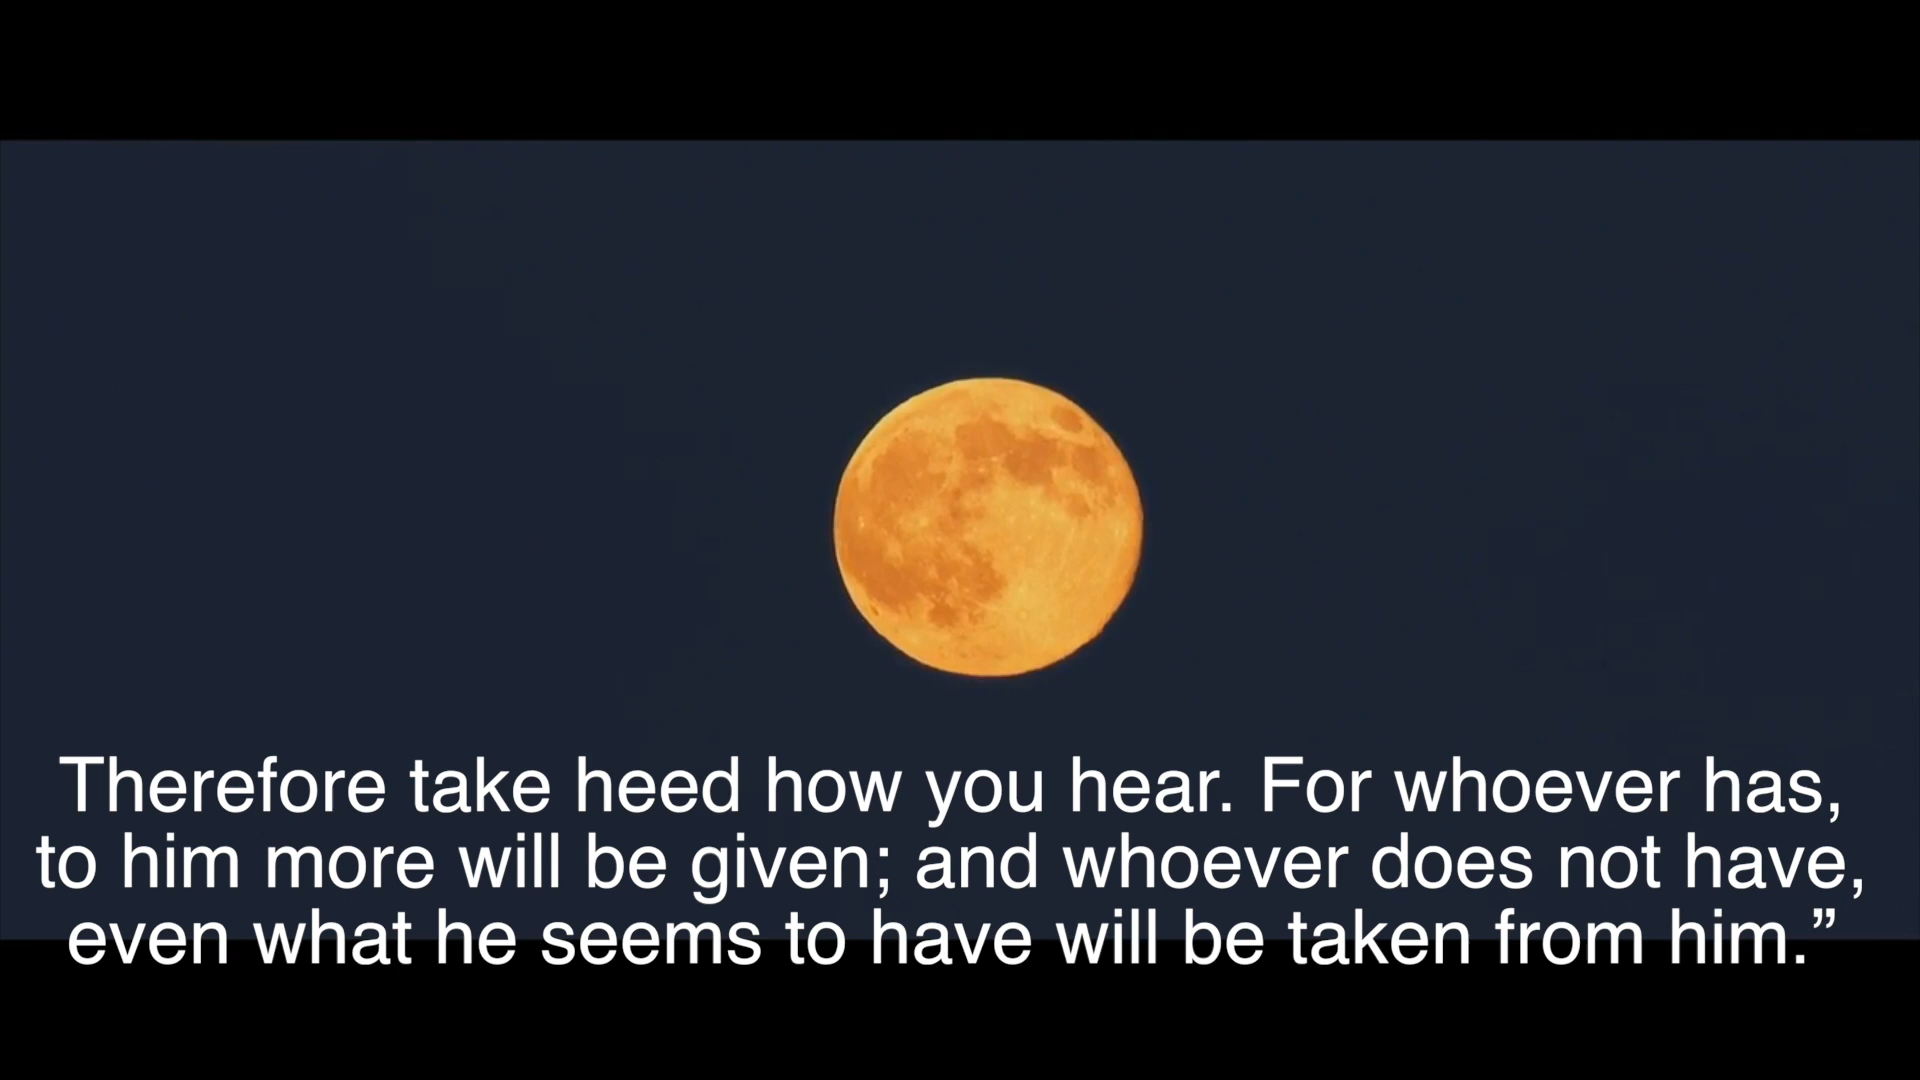 Therefore take heed how you hear. For whoever has,
to him more will be given; and whoever does not have,
even what he seems to have will be taken from him.”